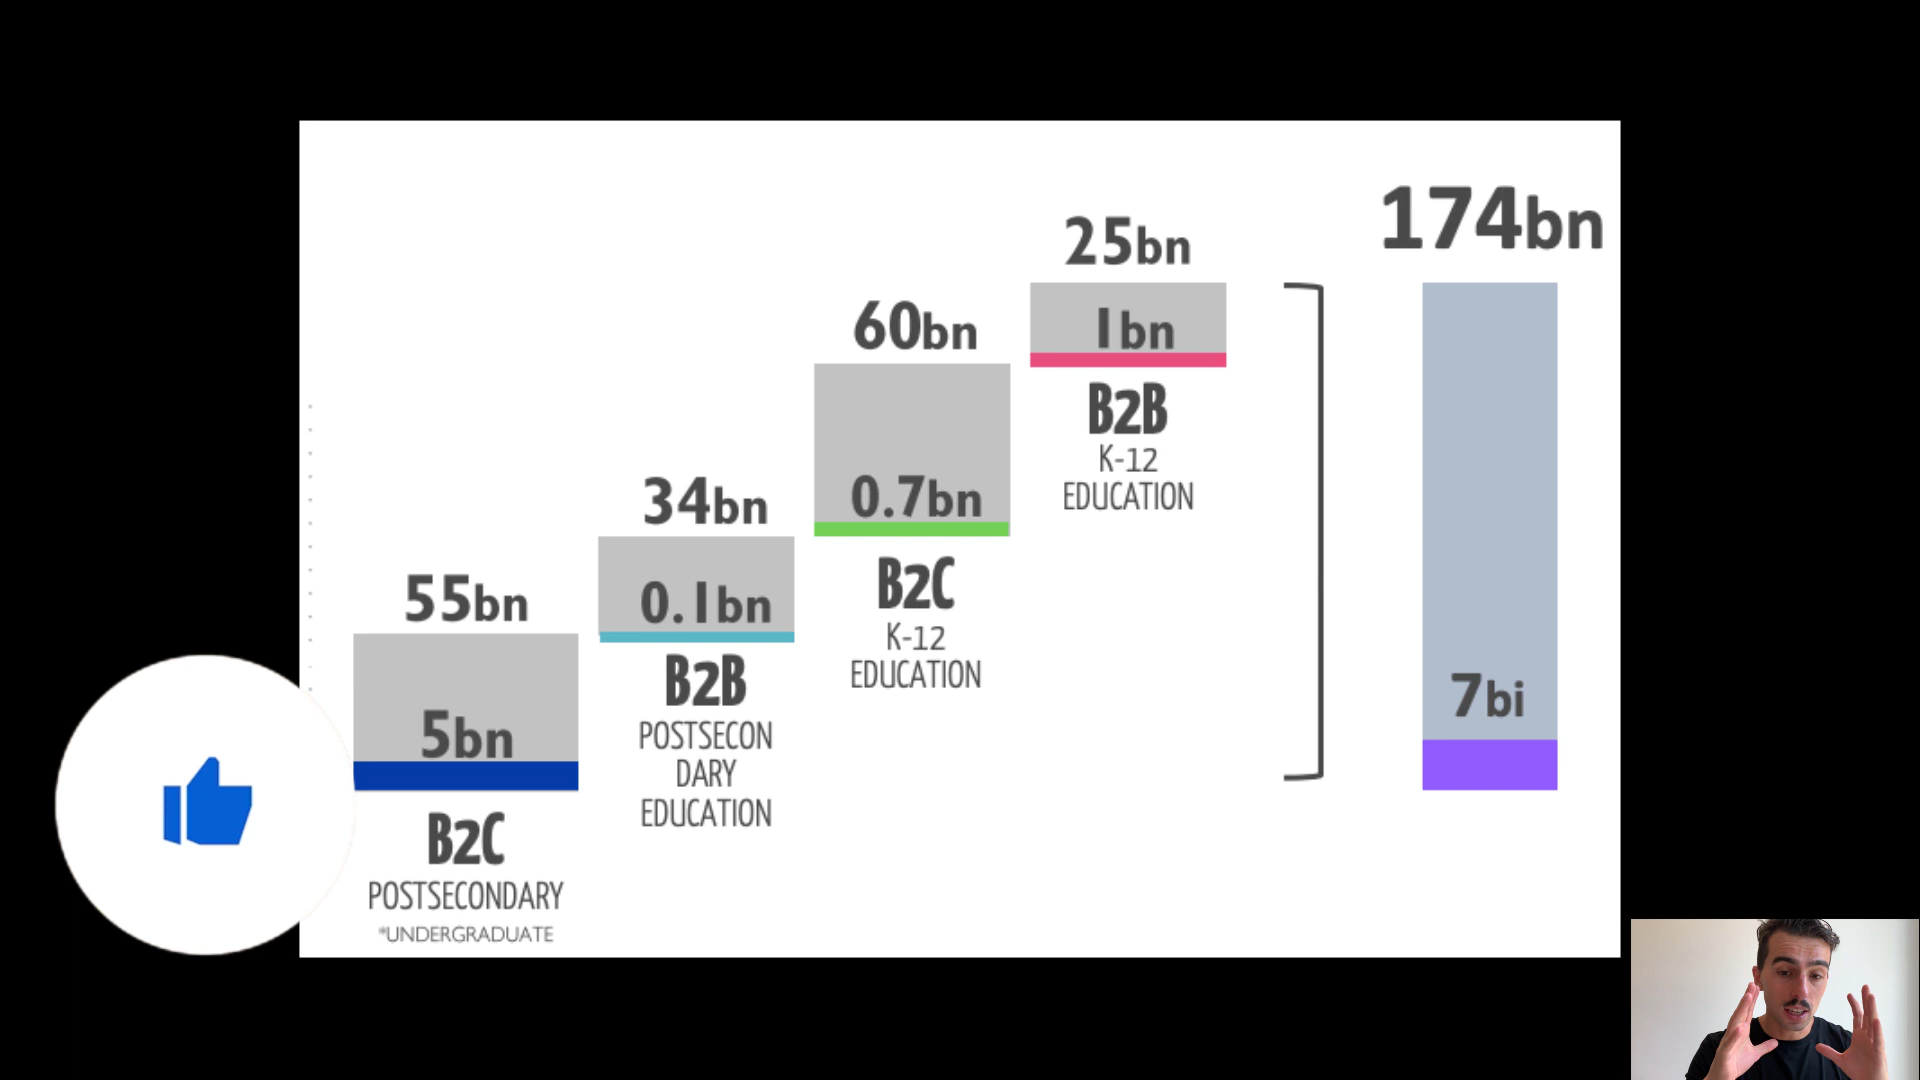 55bn
5bn
B2C
POSTSECONDARY
*UNDERGRADUATE
34bn
0.1bn
B2B
POSTSECON
DARY
EDUCATION
60bn
0.7bn
B2C
K-12
EDUCATION
25bn
1bn
B2B
K-12
EDUCATION
174bn
7bi